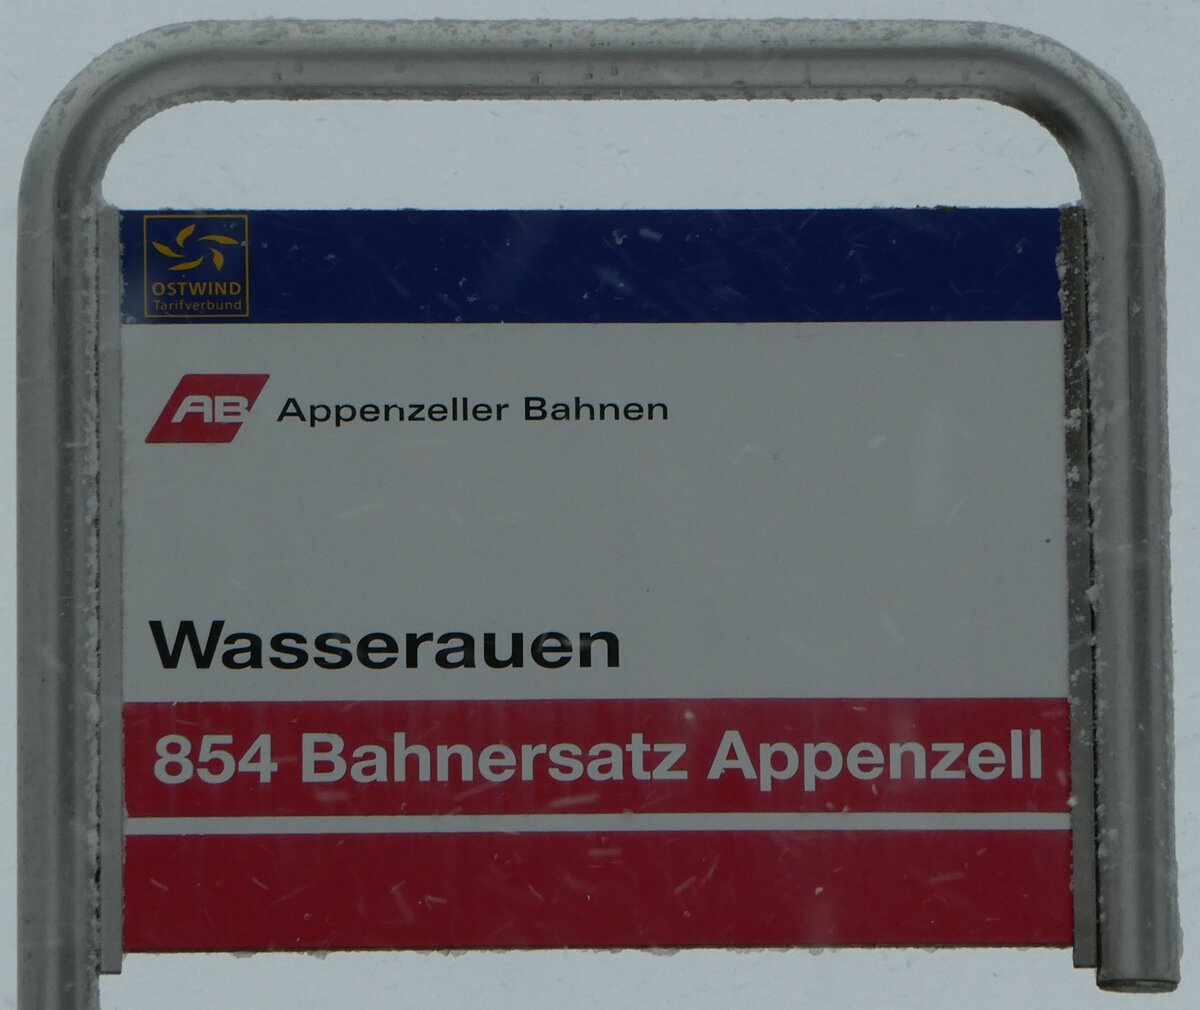 OSTWIND
Tarifverbund
AB Appenzeller Bahnen
Wasserauen
854 Bahnersatz Appenzell